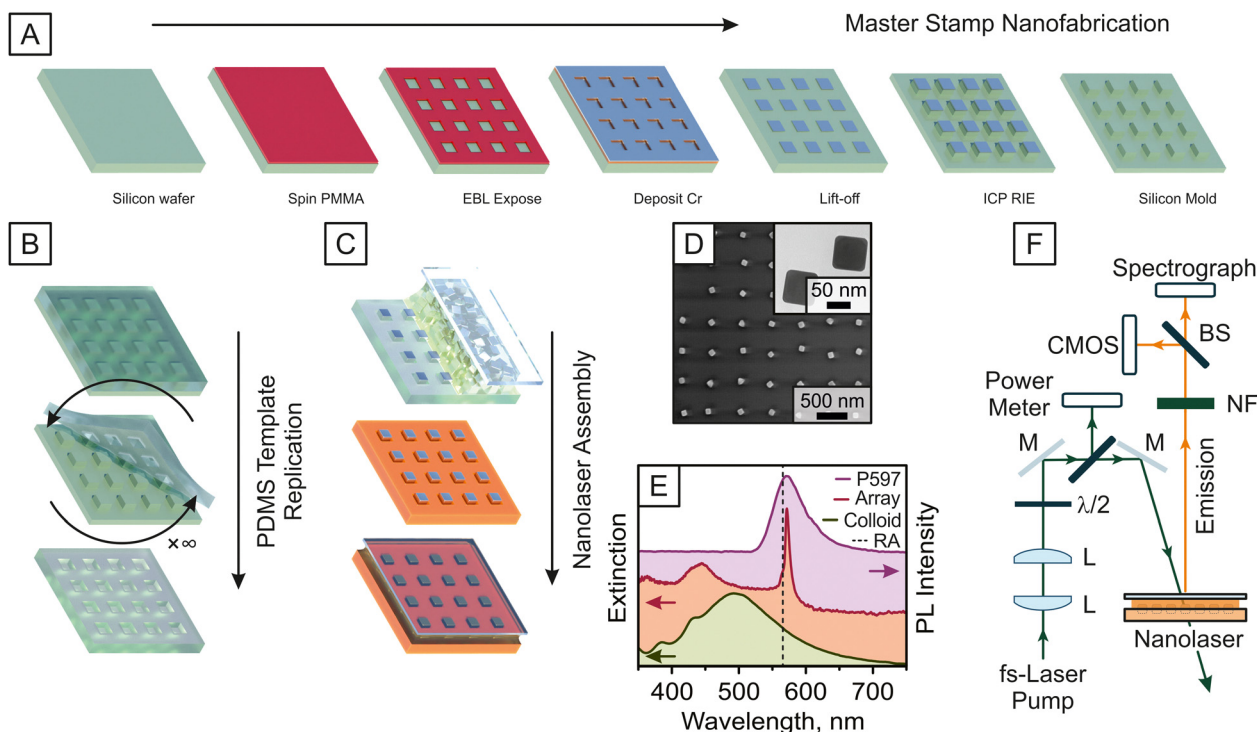 A
Master Stamp Nanofabrication
Silicon wafer
Spin PMMA
EBL Expose
Deposit Cr
Lift-off
ICP RIE
Silicon Mold
B
×∞
PDMS Template
Replication
C
Nanolaser Assembly
D
50 nm
500 nm
E
P597
Array
Colloid
RA
Extinction
PL Intensity
400
500
600
700
Wavelength, nm
F
Spectrograph
BS
CMOS
Power
Meter
NF
M
M
λ/2
Emission
L
L
Nanolaser
fs-Laser
Pump